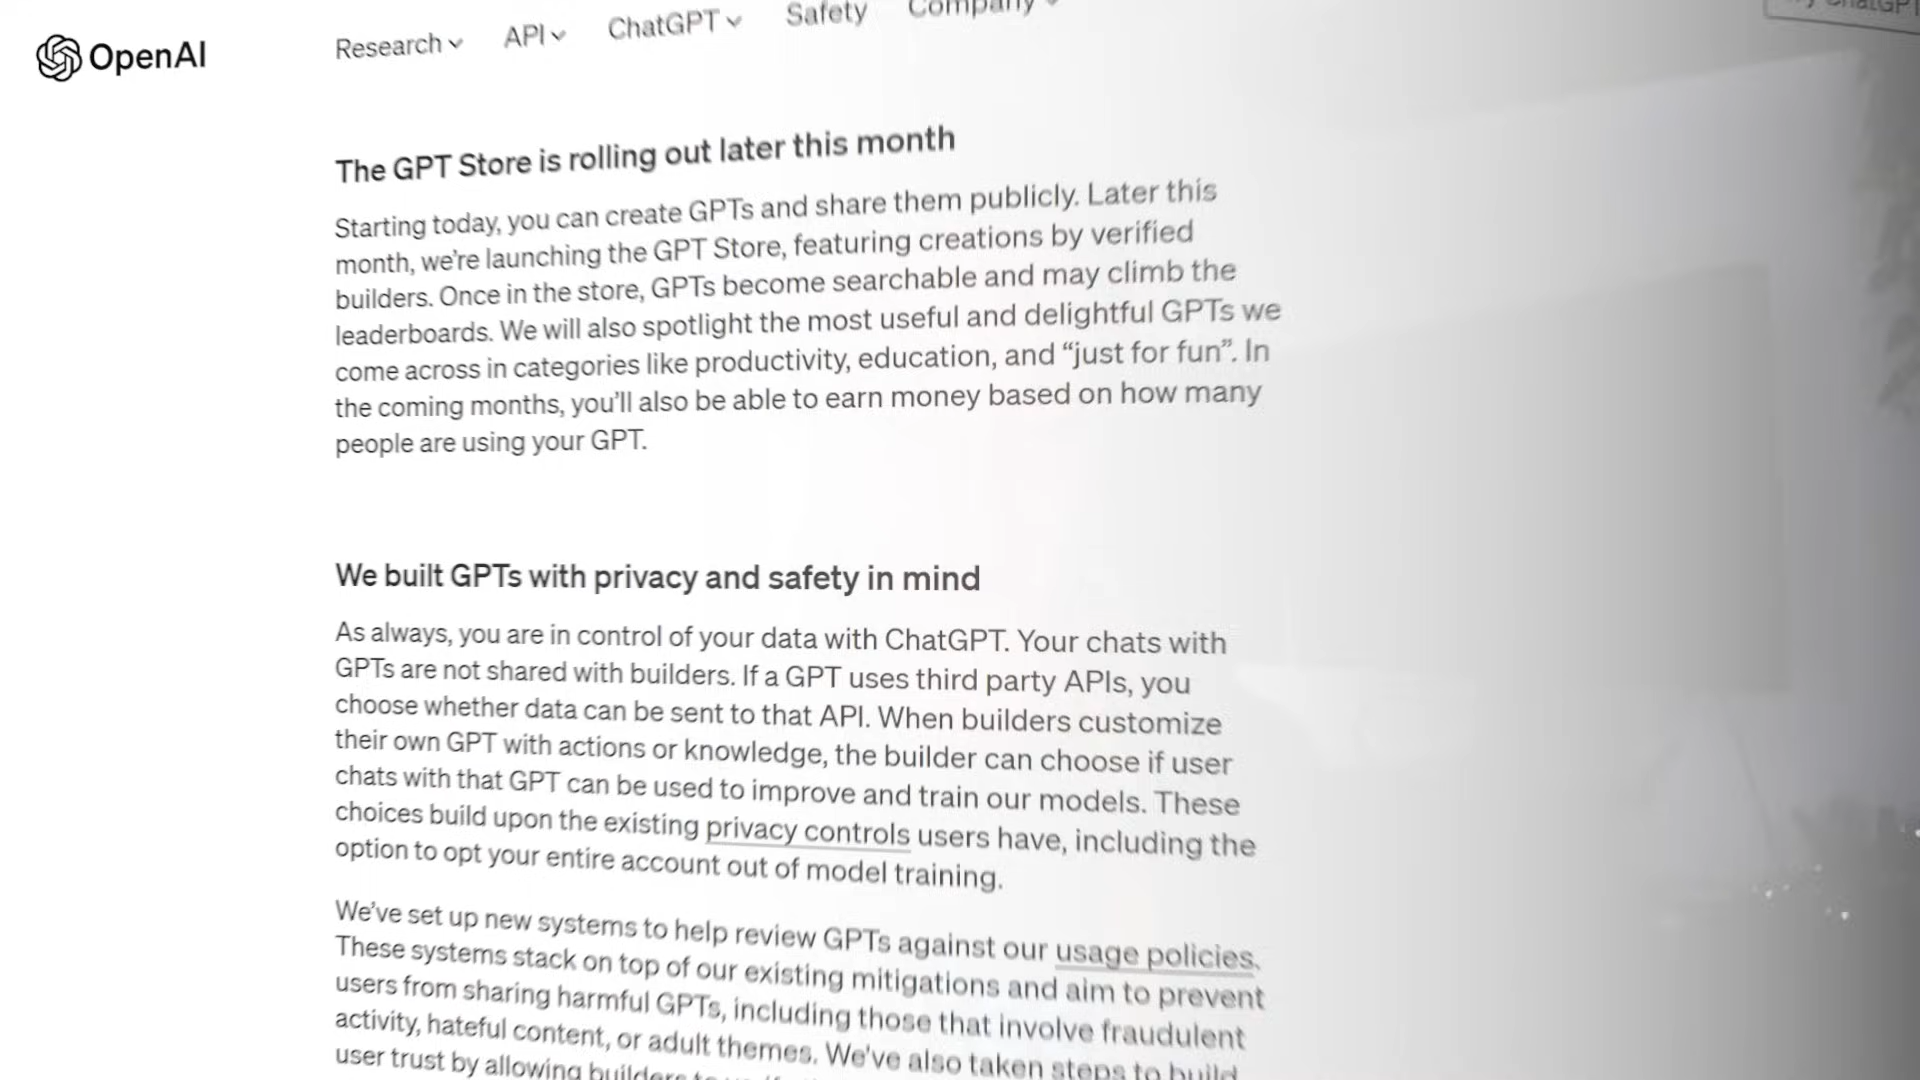 OpenAI
Research
API
ChatGPT
Safety
Company
ChatGPT
The GPT Store is rolling out later this month
Starting today, you can create GPTs and share them publicly. Later this
month, we're launching the GPT Store, featuring creations by verified
builders. Once in the store, GPTs become searchable and may climb the
leaderboards. We will also spotlight the most useful and delightful GPTs we
come across in categories like productivity, education, and “just for fun”. In
the coming months, you'll also be able to earn money based on how many
people are using your GPT.
We built GPTs with privacy and safety in mind
As always, you are in control of your data with ChatGPT. Your chats with
GPTs are not shared with builders. If a GPT uses third party APIs, you
choose whether data can be sent to that API. When builders customize
their own GPT with actions or knowledge, the builder can choose if user
chats with that GPT can be used to improve and train our models. These
choices build upon the existing privacy controls users have, including the
option to opt your entire account out of model training.
We've set up new systems to help review GPTs against our usage policies.
These systems stack on top of our existing mitigations and aim to prevent
users from sharing harmful GPTs, including those that involve fraudulent
activity, hateful content, or adult themes. We've also taken steps to build
user trust by allowing builders to